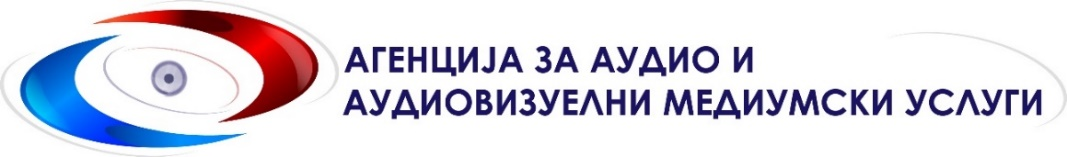 АГЕНЦИЈА ЗА АУДИО И
АУДИОВИЗУЕЛНИ МЕДИУМСКИ УСЛУГИ